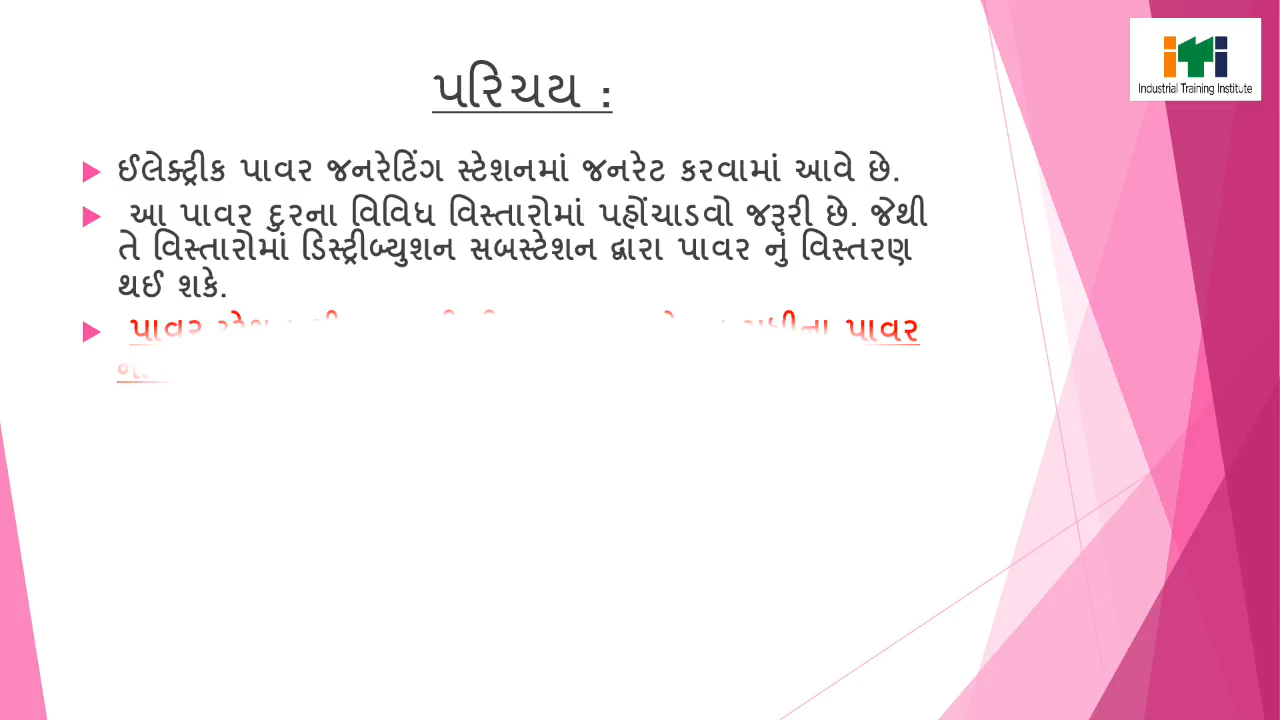 પરિચય :
Industrial Training Institute
ઈલેક્ટ્રીક પાવર જનરેટિંગ સ્ટેશનમાં જનરેટ કરવામાં આવે છે.
આ પાવર દુરના વિવિધ વિસ્તારોમાં પહોંચાડવો જરૂરી છે. જેથી
તે વિસ્તારોમાં ડિસ્ટ્રીબ્યુશન સબસ્ટેશન દ્વારા પાવર નું વિસ્તરણ
થઈ શકે.
પાવર પાવર